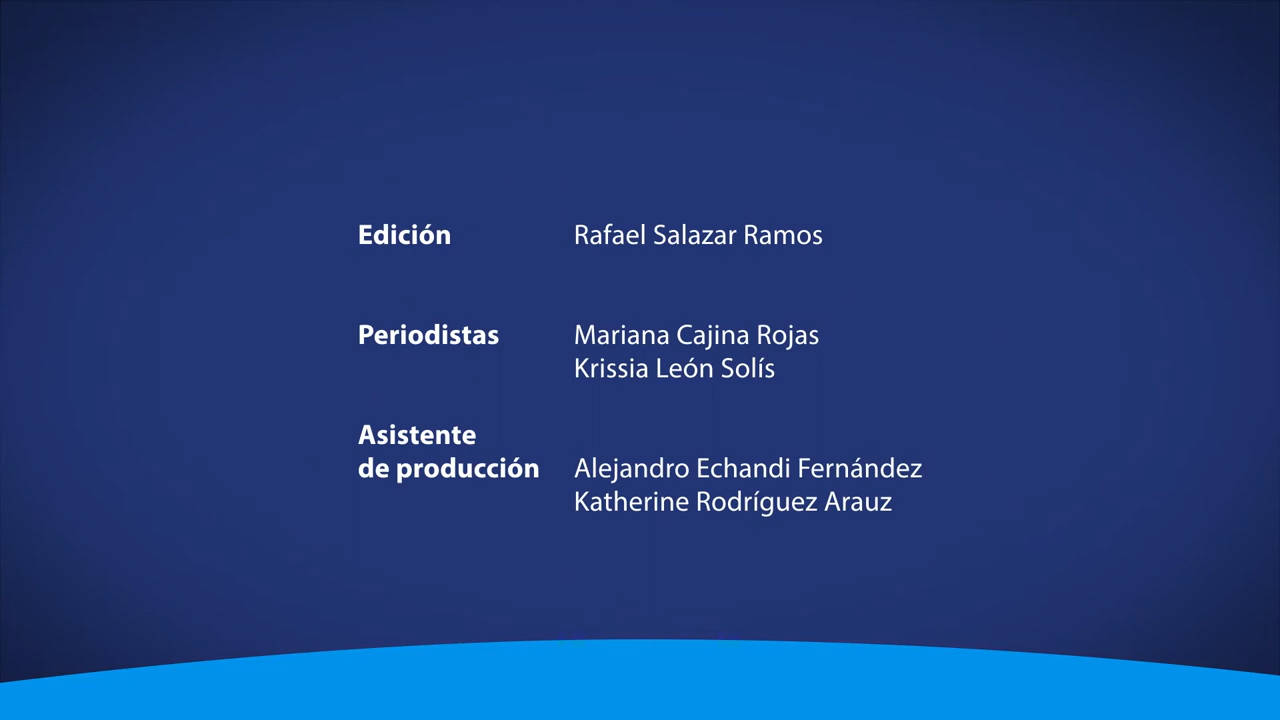 Edición Rafael Salazar Ramos
Periodistas Mariana Cajina Rojas
Krissia León Solís
Asistente
de producción Alejandro Echandi Fernández
Katherine Rodríguez Arauz